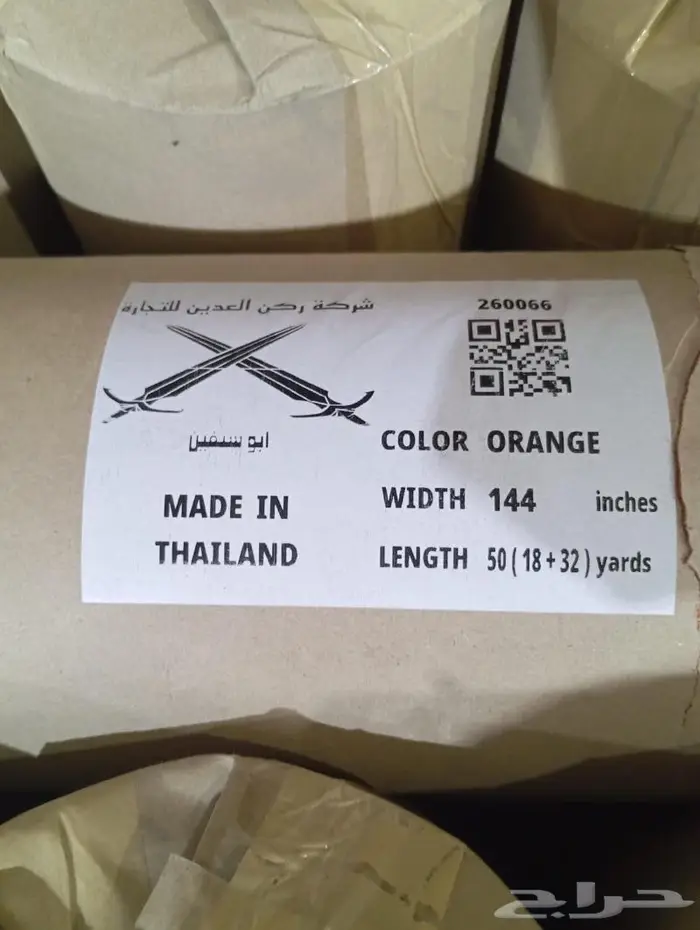 شركة ركن العدين للتجارة
260066
ابو سيفين
COLOR ORANGE
MADE IN
THAILAND
WIDTH 144 inches
LENGTH 50 ( 18 + 32 ) yards
حراج